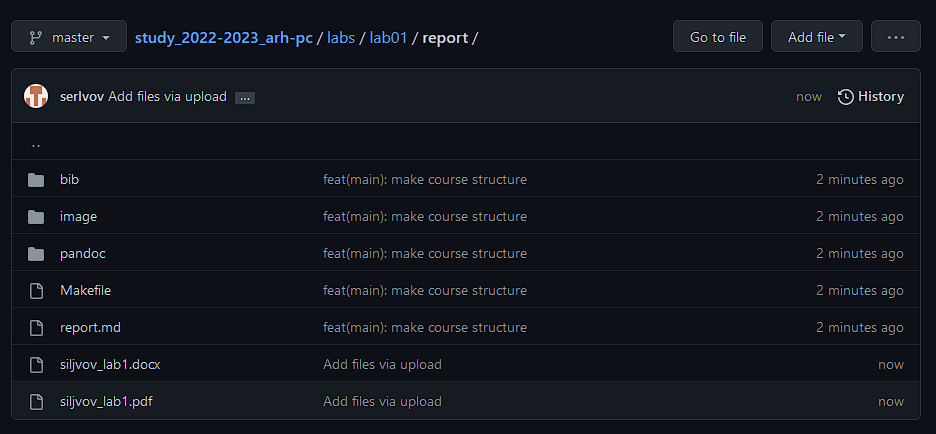 master study_2022-2023_arh-pc / labs / lab01 / report / Go to file Add file ...
serlvov Add files via upload ... now History
..
bib feat(main): make course structure 2 minutes ago
image feat(main): make course structure 2 minutes ago
pandoc feat(main): make course structure 2 minutes ago
Makefile feat(main): make course structure 2 minutes ago
report.md feat(main): make course structure 2 minutes ago
siljvov_lab1.docx Add files via upload now
siljvov_lab1.pdf Add files via upload now